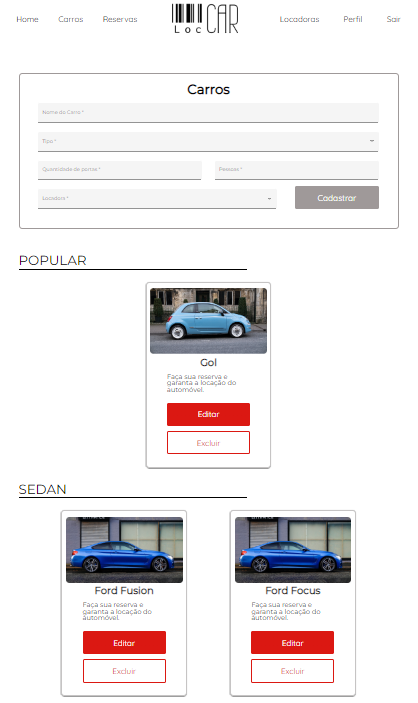 Home Carros Reservas Loc CAR Locadoras Perfil Sair
Carros
Nome do Carro *
Tipo *
Quantidade de portas * Pessoas *
Locadora * Cadastrar
POPULAR
Gol
Faça sua reserva e
garanta a locação do
automóvel.
Editar
Excluir
SEDAN
Ford Fusion Ford Focus
Faça sua reserva e Faça sua reserva e
garanta a locação do garanta a locação do
automóvel. automóvel.
Editar Editar
Excluir Excluir